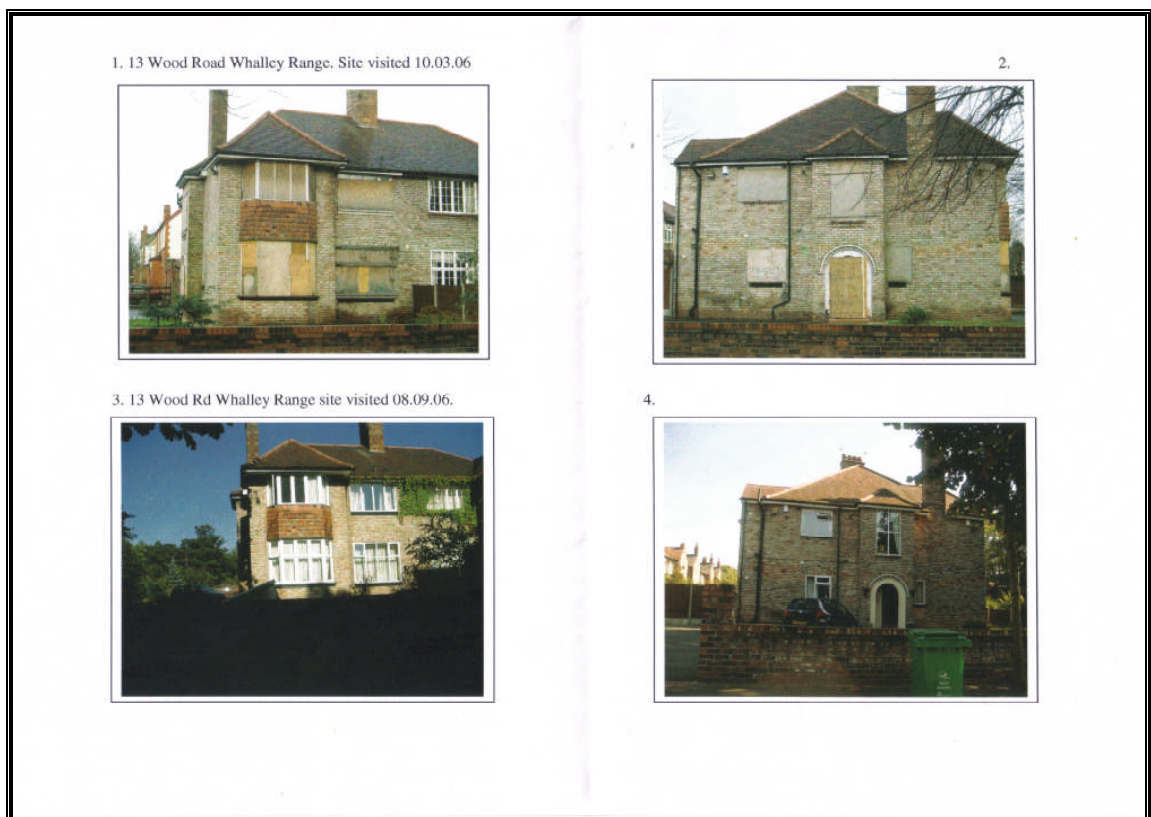 1. 13 Wood Road Whalley Range. Site visited 10.03.06
2.
3. 13 Wood Rd Whalley Range site visited 08.09.06.
4.